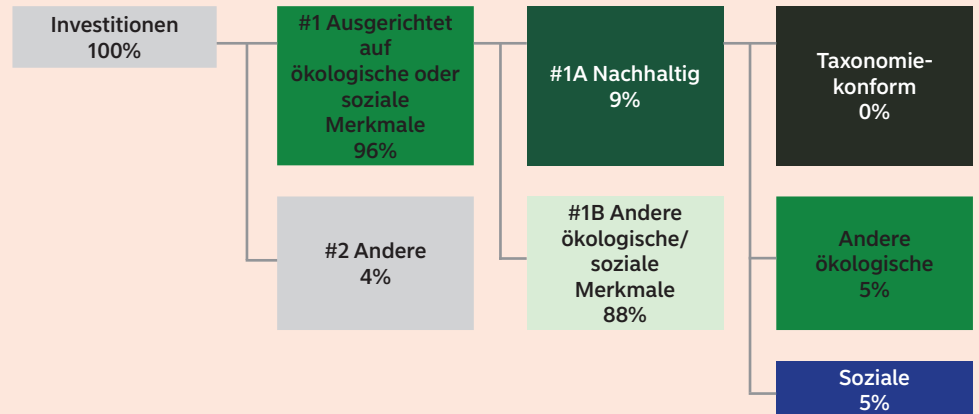 Investitionen
100%
#1 Ausgerichtet
auf
ökologische oder
soziale
Merkmale
96%
#2 Andere
4%
#1A Nachhaltig
9%
#1B Andere
ökologische/
soziale
Merkmale
88%
Taxonomie-
konform
0%
Andere
ökologische
5%
Soziale
5%